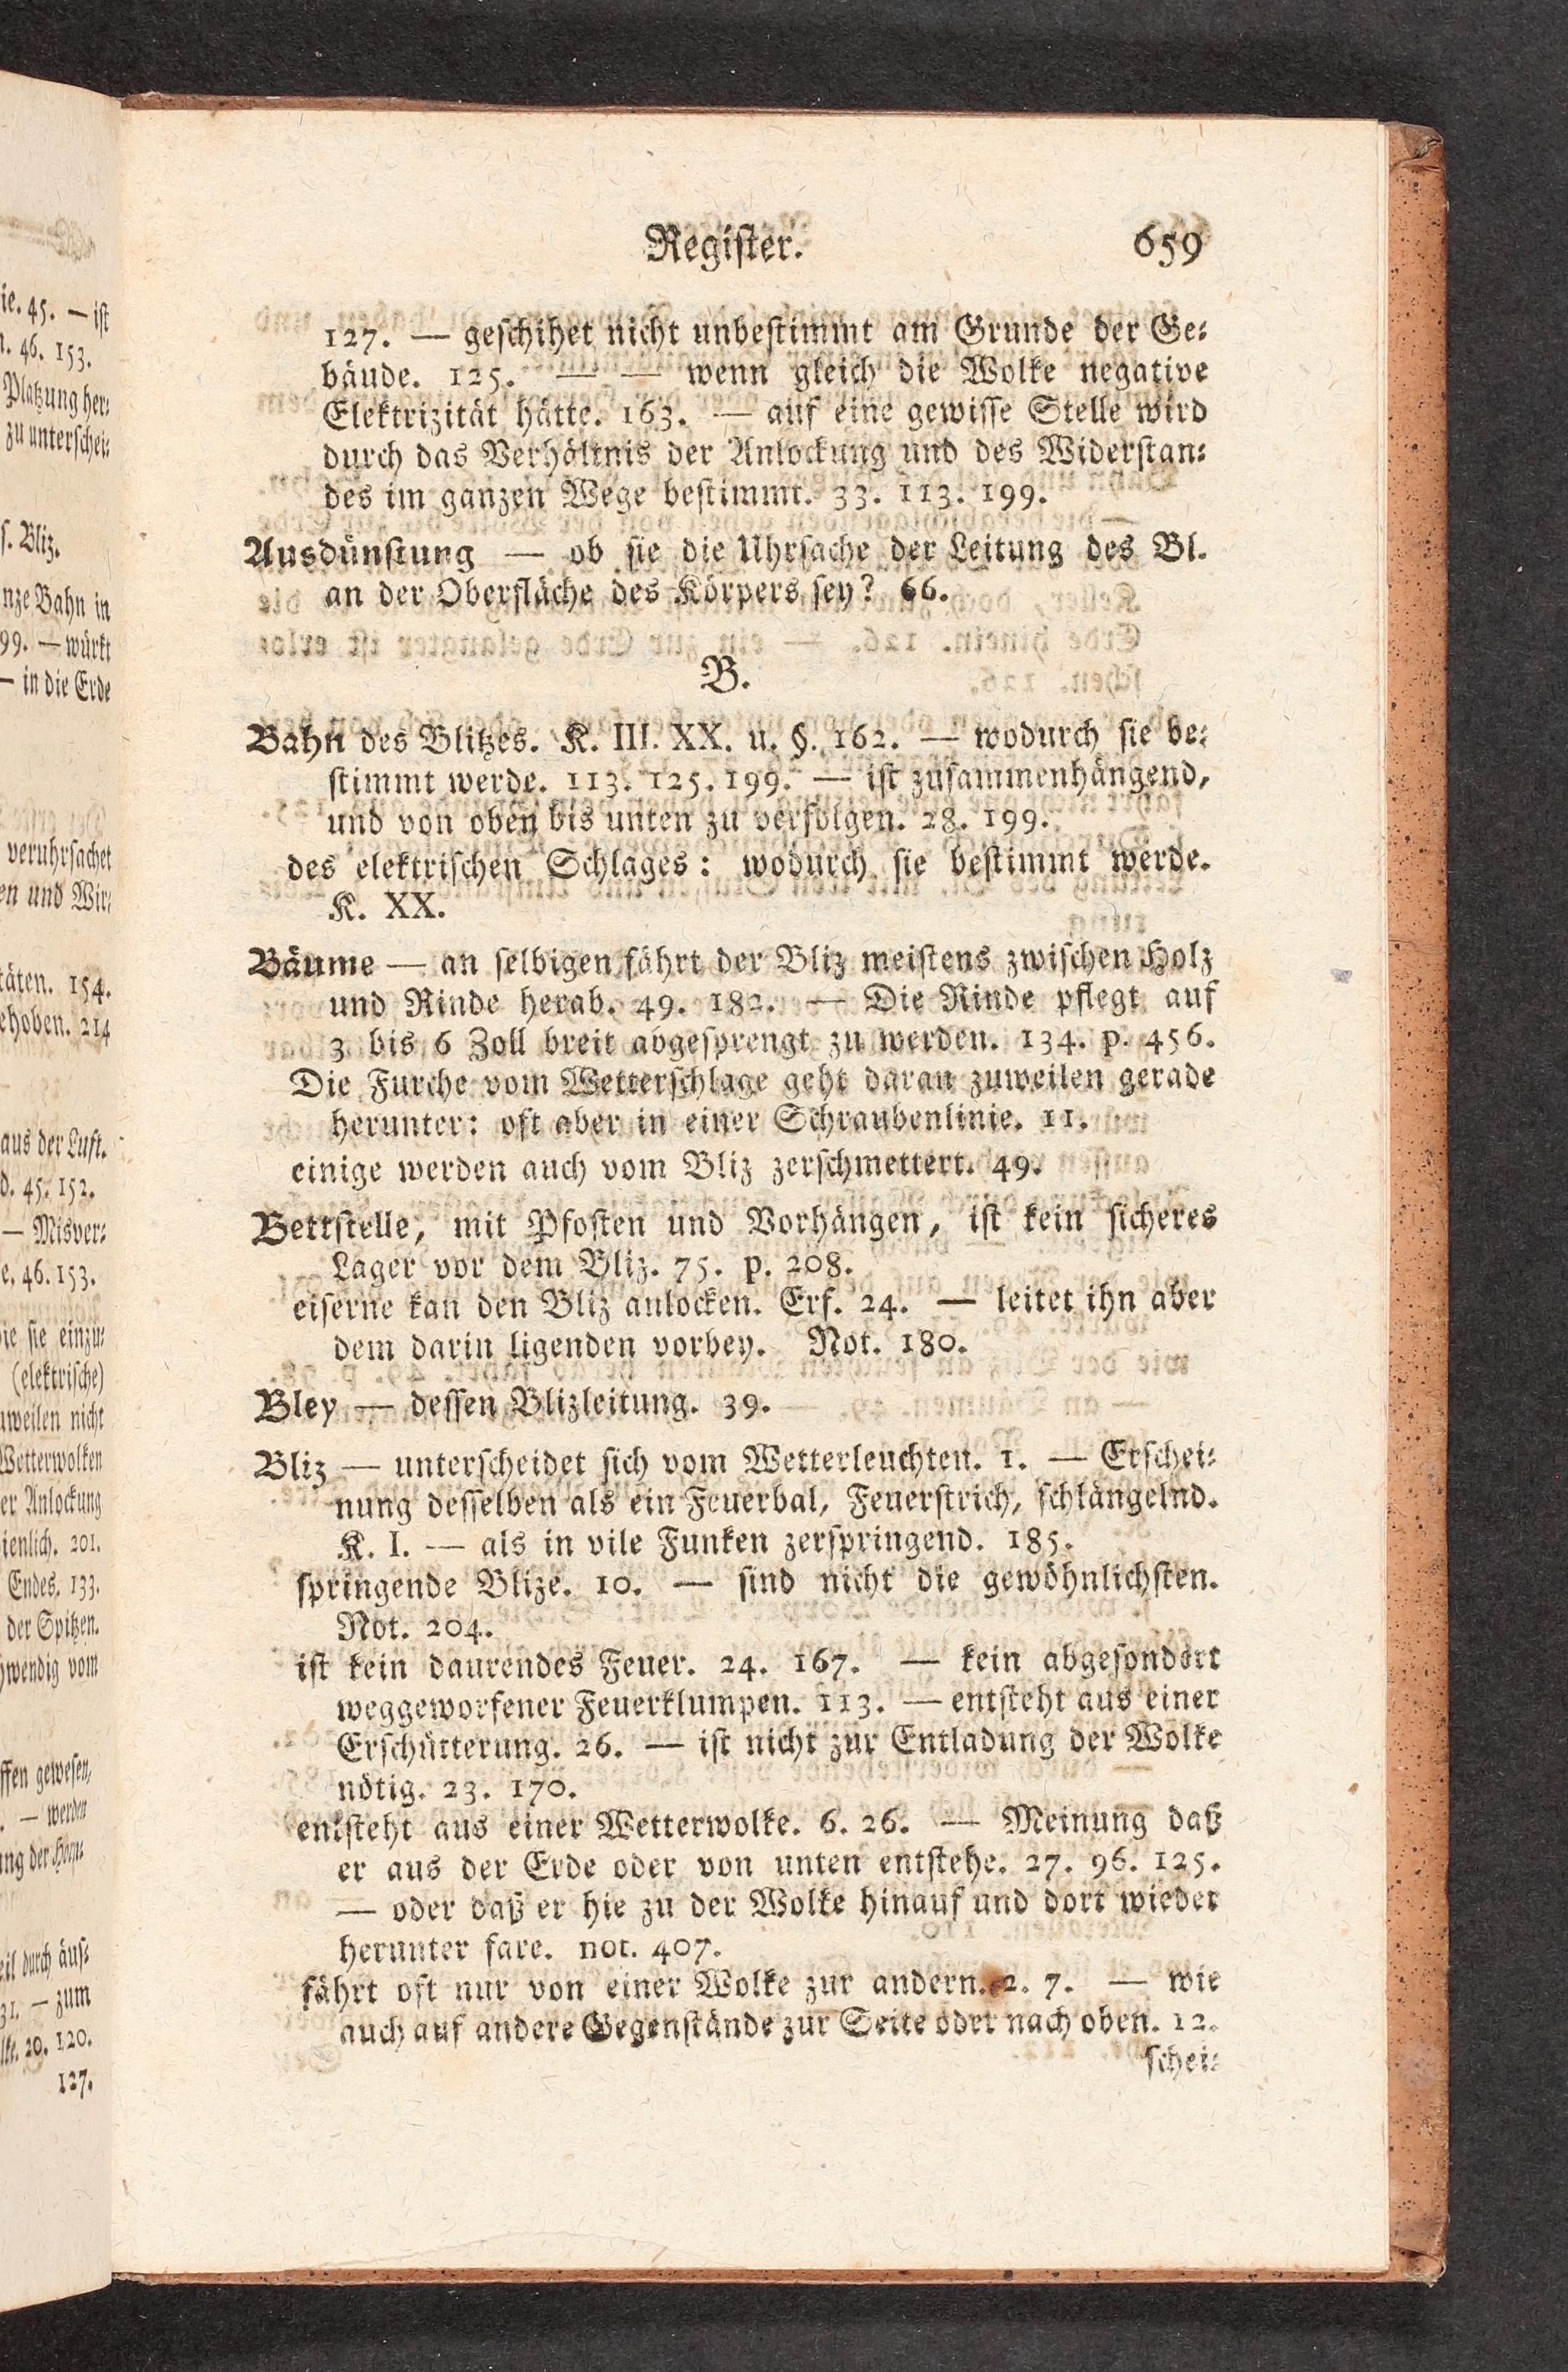 Register. 659
127. — geschihet nicht unbestimmt am Grunde der Ge-
bäude. 125. — — wenn gleich die Wolke negative
Elektrizität hätte. 163. — auf eine gewisse Stelle wird
durch das Verhältnis der Anlockung und des Widerstan-
des im ganzen Wege bestimmt. 33. 113. 199.
Ausdünstung — ob sie die Uhrsache der Leitung des Bl.
an der Oberfläche des Körpers sey? 66.
B.
Bahn des Blitzes. K. III. XX. u. §. 162. — wodurch sie be-
stimmt werde. 113. 125. 199. — ist zusammenhängend,
und von oben bis unten zu verfolgen. 28. 199.
des elektrischen Schlages: wodurch sie bestimmt werde.
K. XX.
Bäume — an selbigen fährt der Bliz meistens zwischen Holz
und Rinde herab. 49. 182. — Die Rinde pflegt auf
3 bis 6 Zoll breit abgesprengt zu werden. 134. p. 456.
Die Furche vom Wetterschlage geht daran zuweilen gerade
herunter: oft aber in einer Schraubenlinie. 11.
einige werden auch vom Bliz zerschmettert. 49.
Bettstelle, mit Pfosten und Vorhängen, ist kein sicheres
Lager vor dem Bliz. 75. p. 208.
eiserne kan den Bliz anlocken. Erf. 24. — leitet ihn aber
dem darin ligenden vorbey. Not. 180.
Bley — dessen Blizleitung. 39.
Bliz — unterscheidet sich vom Wetterleuchten. 1. — Erschei-
nung desselben als ein Feuerbal, Feuerstrich, schlängelnd.
K. I. — als in vile Funken zerspringend. 185.
springende Blize. 10. — sind nicht die gewöhnlichsten.
Not. 204.
ist kein daurendes Feuer. 24. 167. — kein abgesondert
weggeworfener Feuerklumpen. 113. — entsteht aus einer
Erschütterung. 26. — ist nicht zur Entladung der Wolke
nötig. 23. 170.
entsteht aus einer Wetterwolke. 6. 26. — Meinung daß
er aus der Erde oder von unten entstehe. 27. 96. 125.
— oder daß er hie zu der Wolke hinauf und dort wieder
herunter fare. not. 407.
fährt oft nur von einer Wolke zur andern. 2. 7. — wie
auch auf andere Gegenstände zur Seite oder nach oben. 12.
schei-